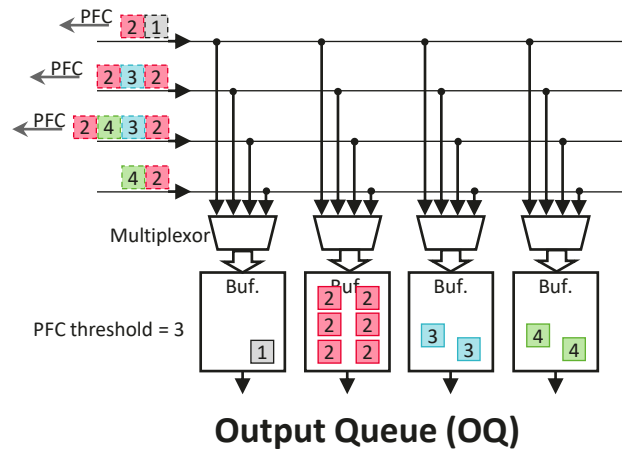 PFC 2 1
PFC 2 3 2
PFC 2 4 3 2
4 2
Multiplexor
Buf. Buf. Buf. Buf.
2 2
2 2 3 4
PFC threshold = 3
1 2 2 3 4
Output Queue (OQ)